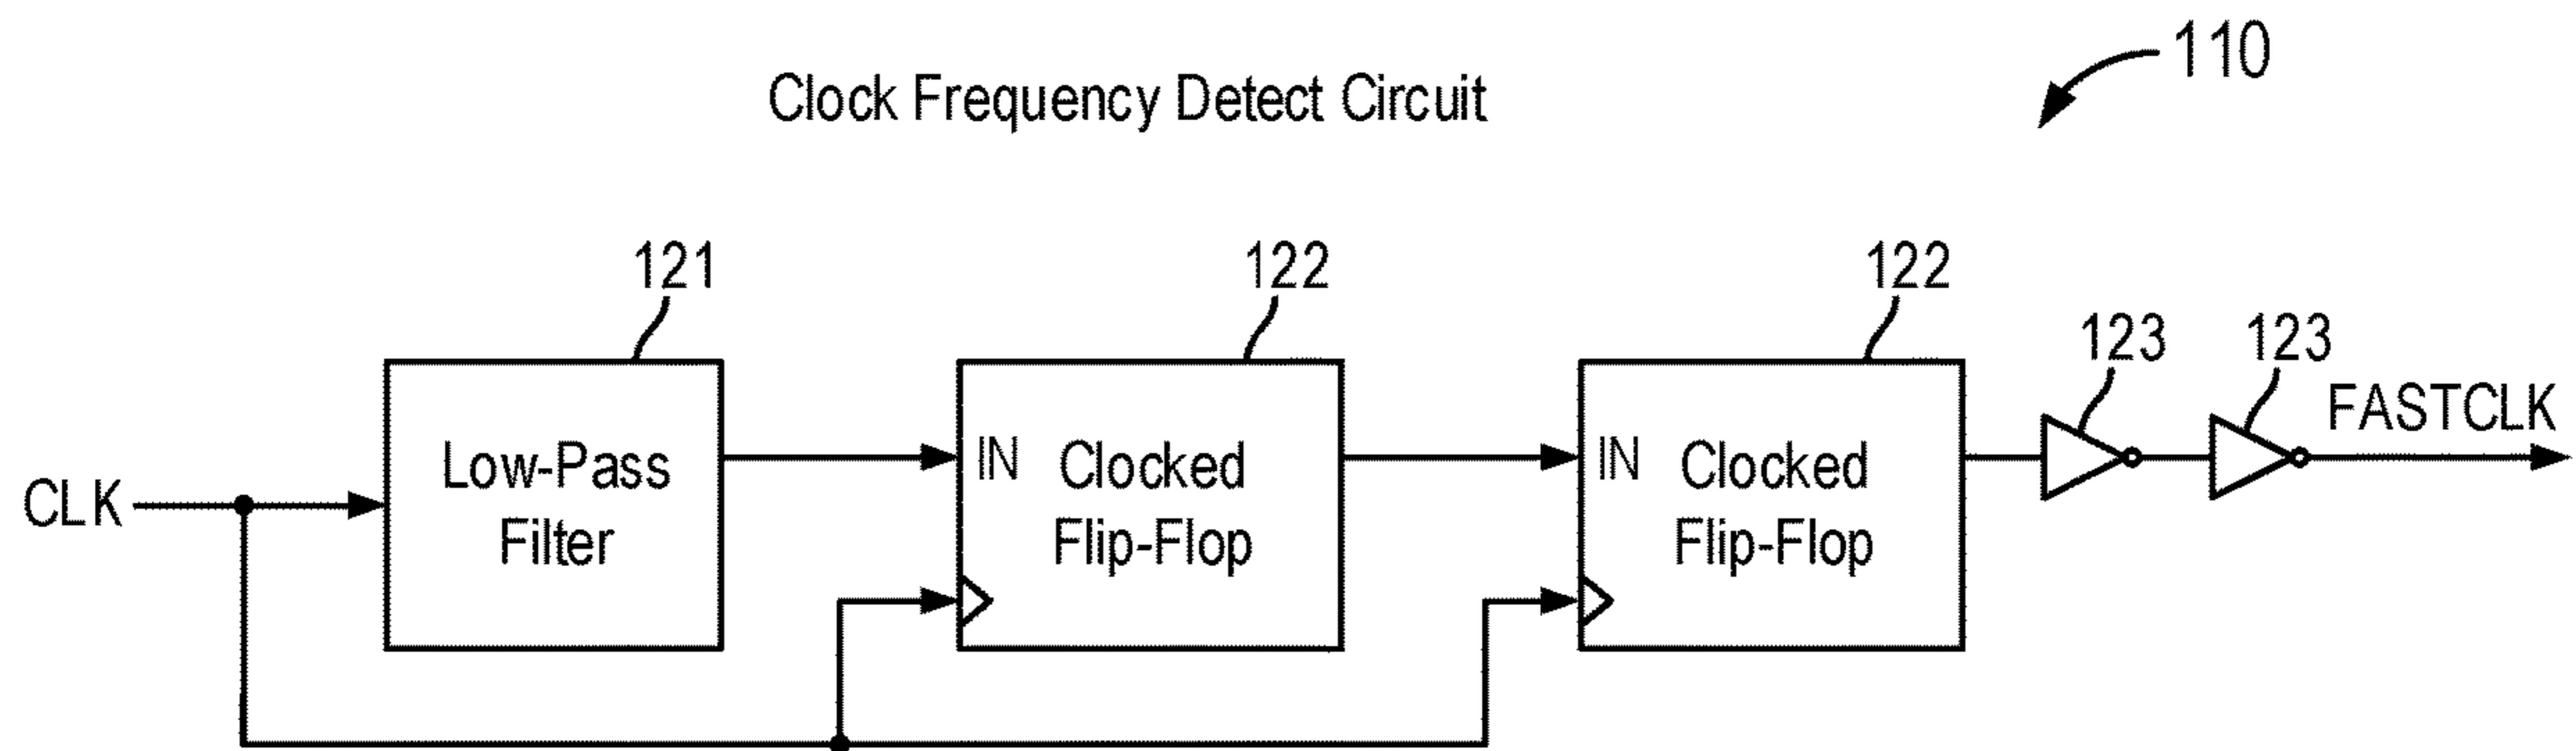 110
Clock Frequency Detect Circuit
121
122
122
123
123
FASTCLK
CLK
Low-Pass
Filter
IN
Clocked
Flip-Flop
IN
Clocked
Flip-Flop